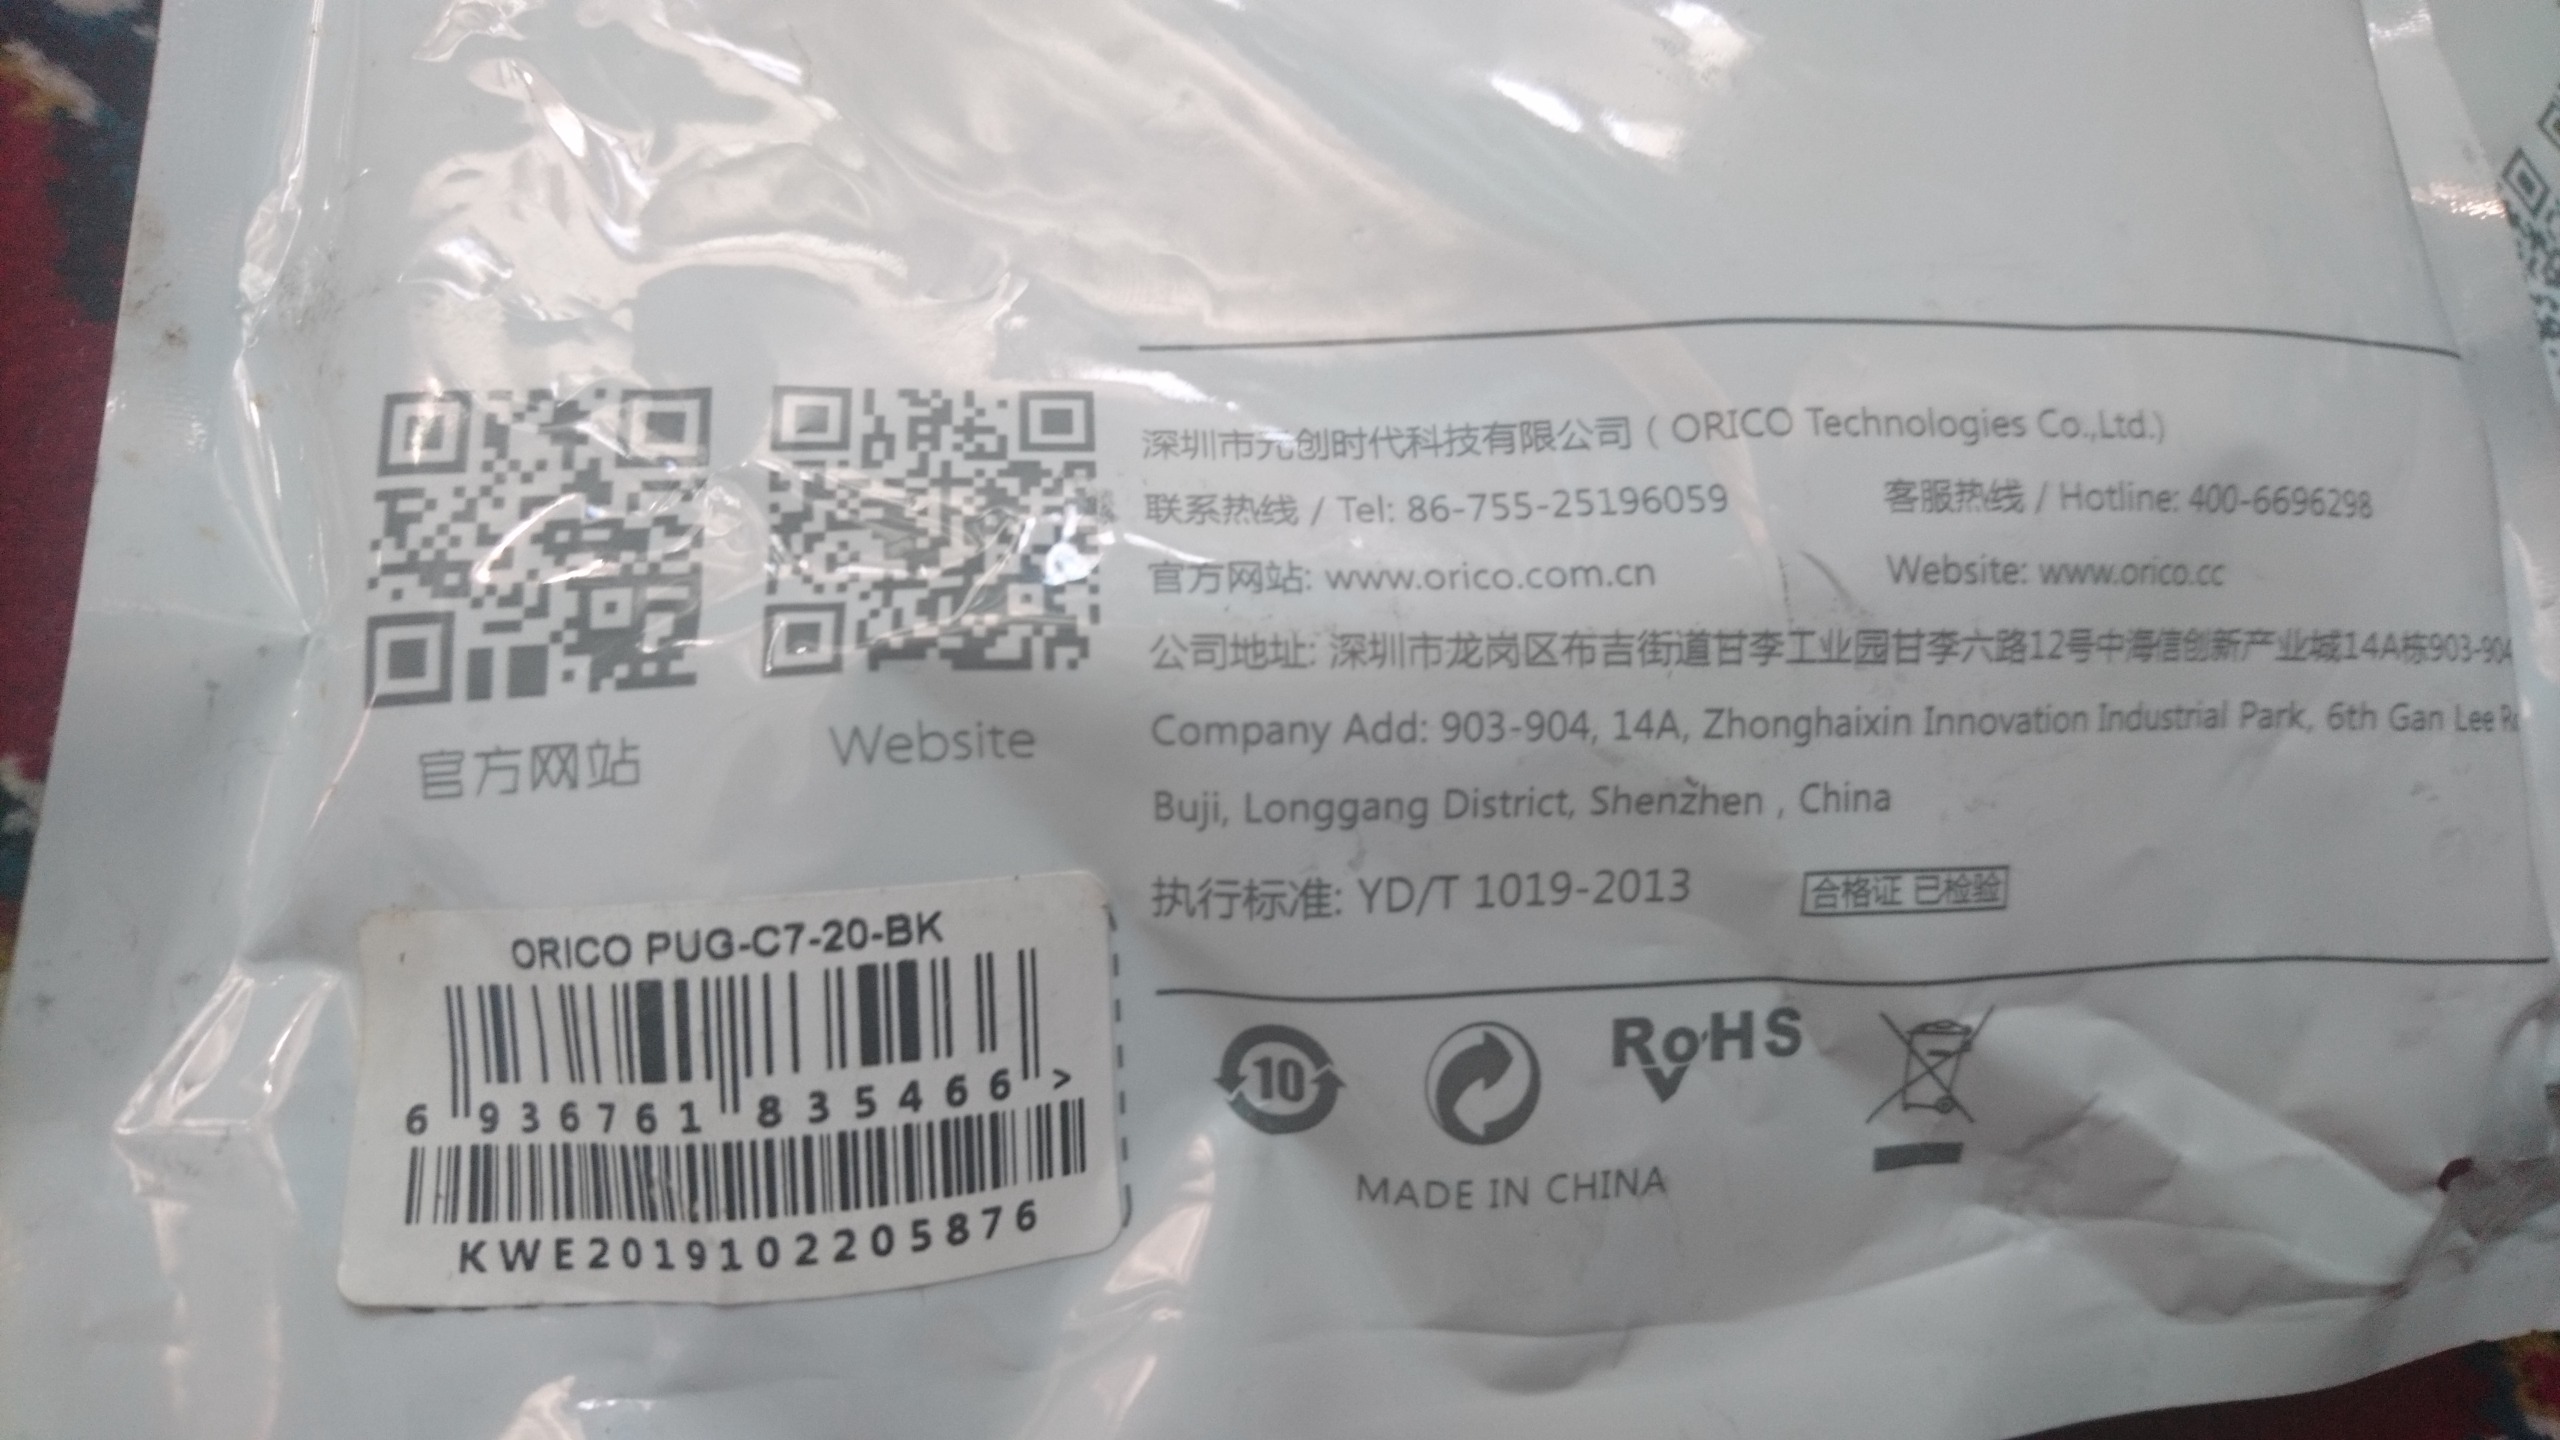 深圳市元创时代科技有限公司 ( ORICO Technologies Co.,Ltd.)
联系热线 / Tel: 86-755-25196059 客服热线 / Hotline: 400-6696298
官方网站: www.orico.com.cn Website: www.orico.cc
公司地址: 深圳市龙岗区布吉街道甘李工业园甘李六路12号中海信创新产业城14A栋903-904
Company Add: 903-904, 14A, Zhonghaixin Innovation Industrial Park, 6th Gan Lee
Buji, Longgang District, Shenzhen , China
执行标准: YD/T 1019-2013 合格证 已检验
官方网站
Website
ORICO PUG-C7-20-BK
6 936761 835466 >
KWE2019102205876
10
RoHS
MADE IN CHINA